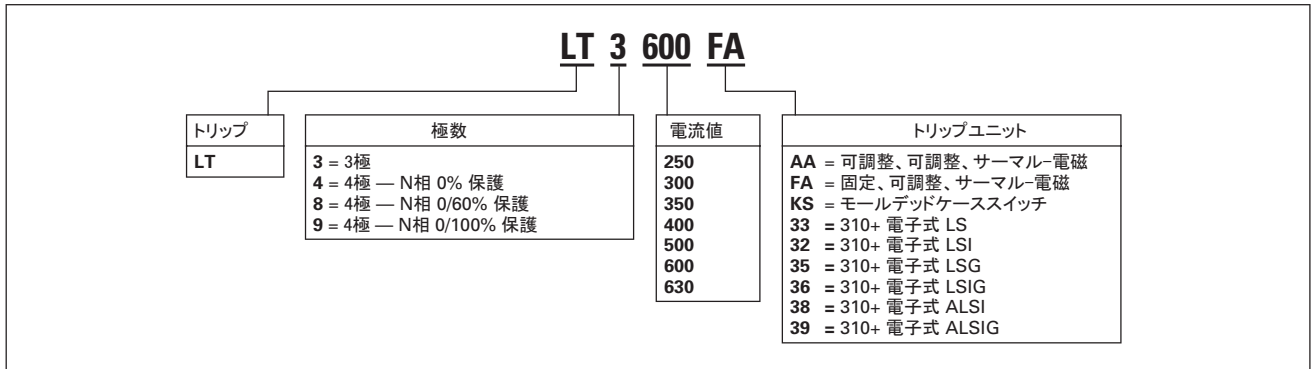 LT 3 600 FA
トリップ
LT
極数
3 = 3極
4 = 4極 — N相 0% 保護
8 = 4極 — N相 0/60% 保護
9 = 4極 — N相 0/100% 保護
電流値
250
300
350
400
500
600
630
トリップユニット
AA = 可調整、可調整、サーマル-電磁
FA = 固定、可調整、サーマル-電磁
KS = モールデッドケーススイッチ
33 = 310+ 電子式 LS
32 = 310+ 電子式 LSI
35 = 310+ 電子式 LSG
36 = 310+ 電子式 LSIG
38 = 310+ 電子式 ALSI
39 = 310+ 電子式 ALSIG